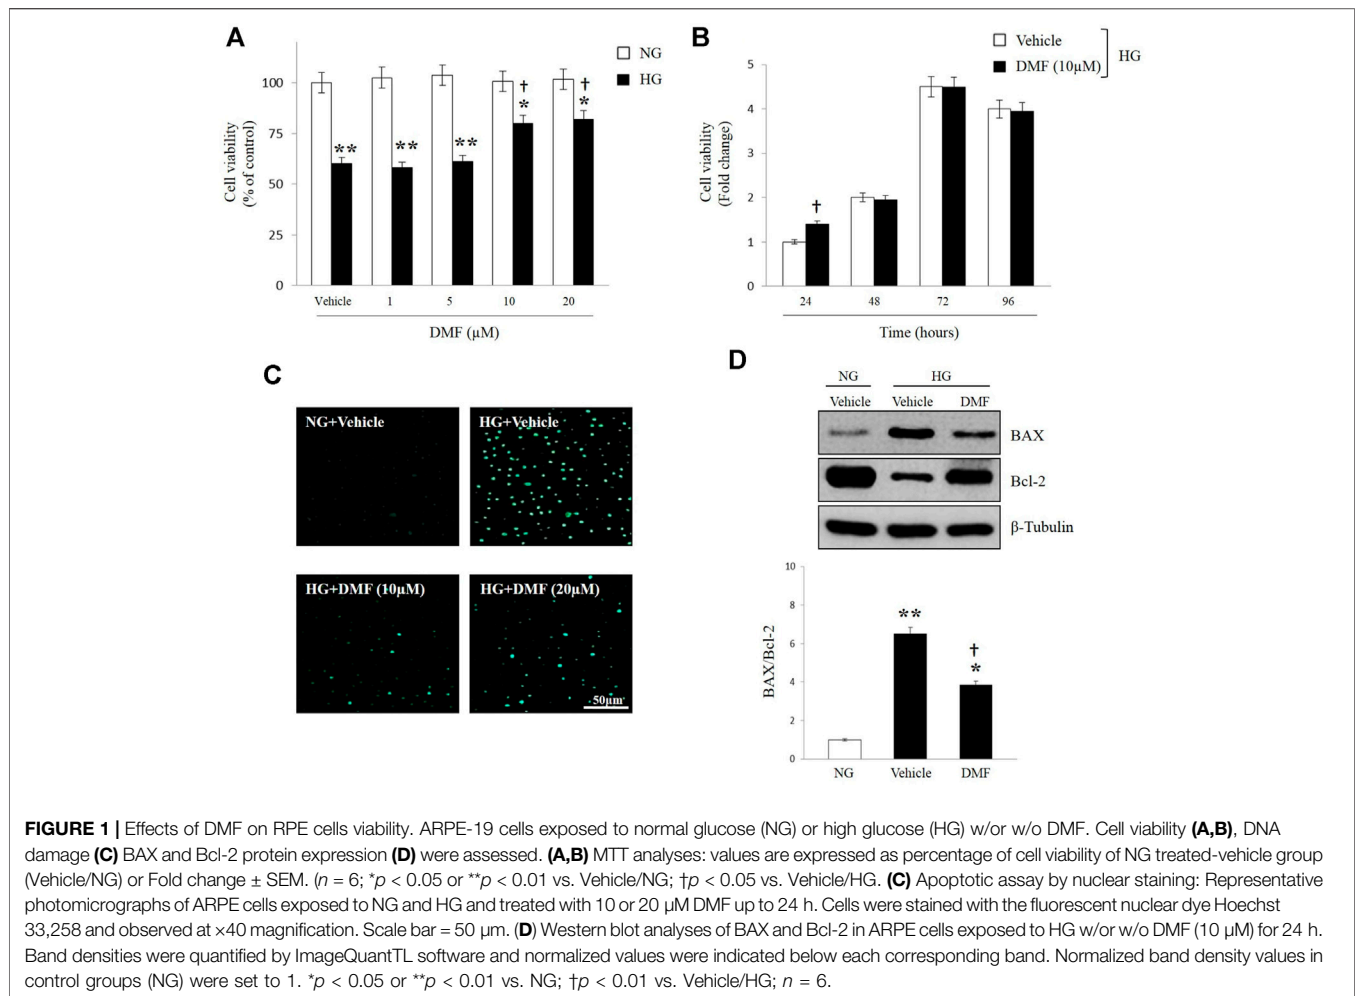 A
NG
HG
100
75
50
25
0
Cell viability
(% of control)
**
**
**
†
*
†
*
Vehicle 1 5 10 20
DMF (µM)
B
Vehicle
DMF (10µM)
HG
5
4
3
2
1
0
Cell viability
(Fold change)
†
24 48 72 96
Time (hours)
C
NG+Vehicle
HG+Vehicle
HG+DMF (10µM)
HG+DMF (20µM)
50µm
D
NG HG
Vehicle Vehicle DMF
BAX
Bcl-2
β-Tubulin
10
8
6
4
2
0
BAX/Bcl-2
**
†
*
NG Vehicle DMF
FIGURE 1 | Effects of DMF on RPE cells viability. ARPE-19 cells exposed to normal glucose (NG) or high glucose (HG) w/or w/o DMF. Cell viability (A,B), DNA
damage (C) BAX and Bcl-2 protein expression (D) were assessed. (A,B) MTT analyses: values are expressed as percentage of cell viability of NG treated-vehicle group
(Vehicle/NG) or Fold change ± SEM. (n = 6; *p < 0.05 or **p < 0.01 vs. Vehicle/NG; †p < 0.05 vs. Vehicle/HG. (C) Apoptotic assay by nuclear staining: Representative
photomicrographs of ARPE cells exposed to NG and HG and treated with 10 or 20 µM DMF up to 24 h. Cells were stained with the fluorescent nuclear dye Hoechst
33,258 and observed at ×40 magnification. Scale bar = 50 µm. (D) Western blot analyses of BAX and Bcl-2 in ARPE cells exposed to HG w/or w/o DMF (10 µM) for 24 h.
Band densities were quantified by ImageQuantTL software and normalized values were indicated below each corresponding band. Normalized band density values in
control groups (NG) were set to 1. *p < 0.05 or **p < 0.01 vs. NG; †p < 0.01 vs. Vehicle/HG; n = 6.